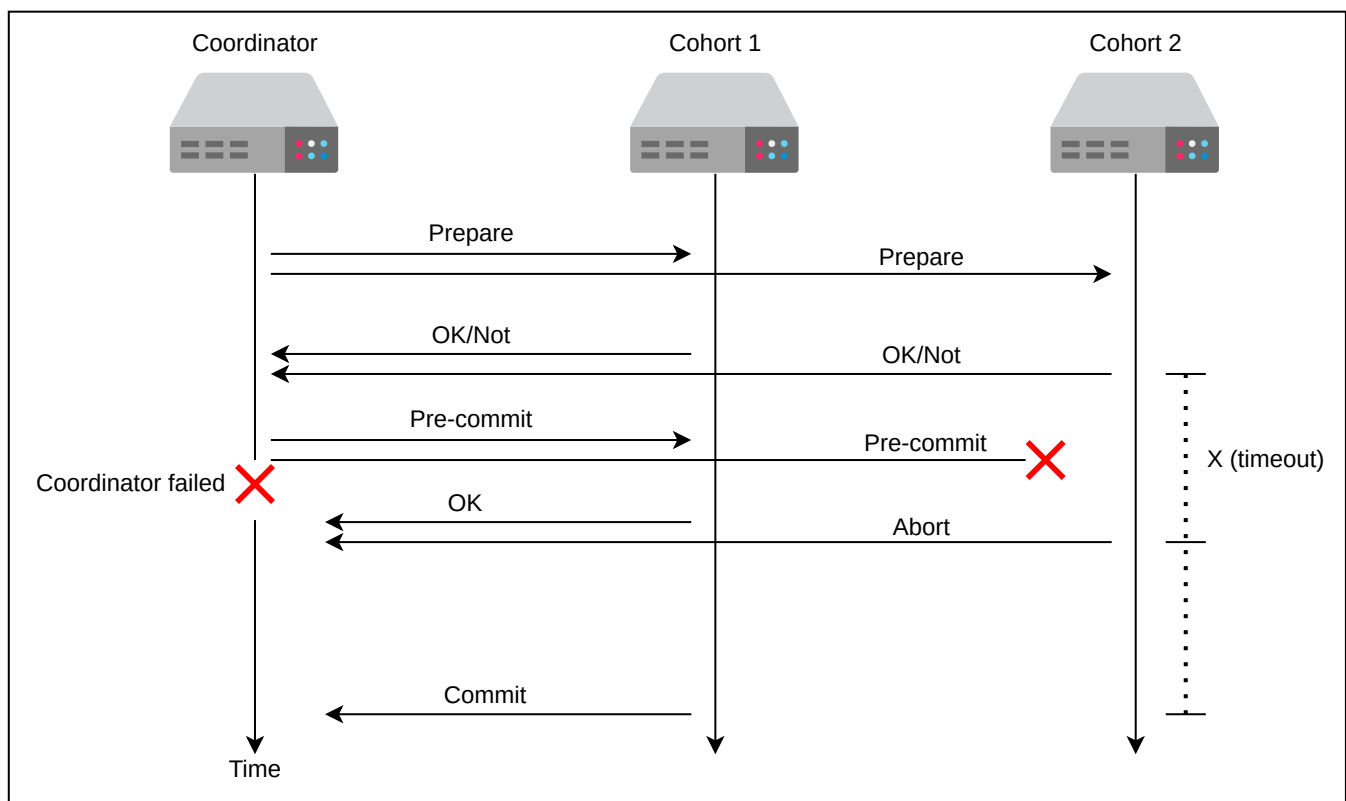 Coordinator
Cohort 1
Cohort 2
Prepare
Prepare
OK/Not
OK/Not
Pre-commit
Pre-commit
X (timeout)
Coordinator failed
OK
Abort
Commit
Time